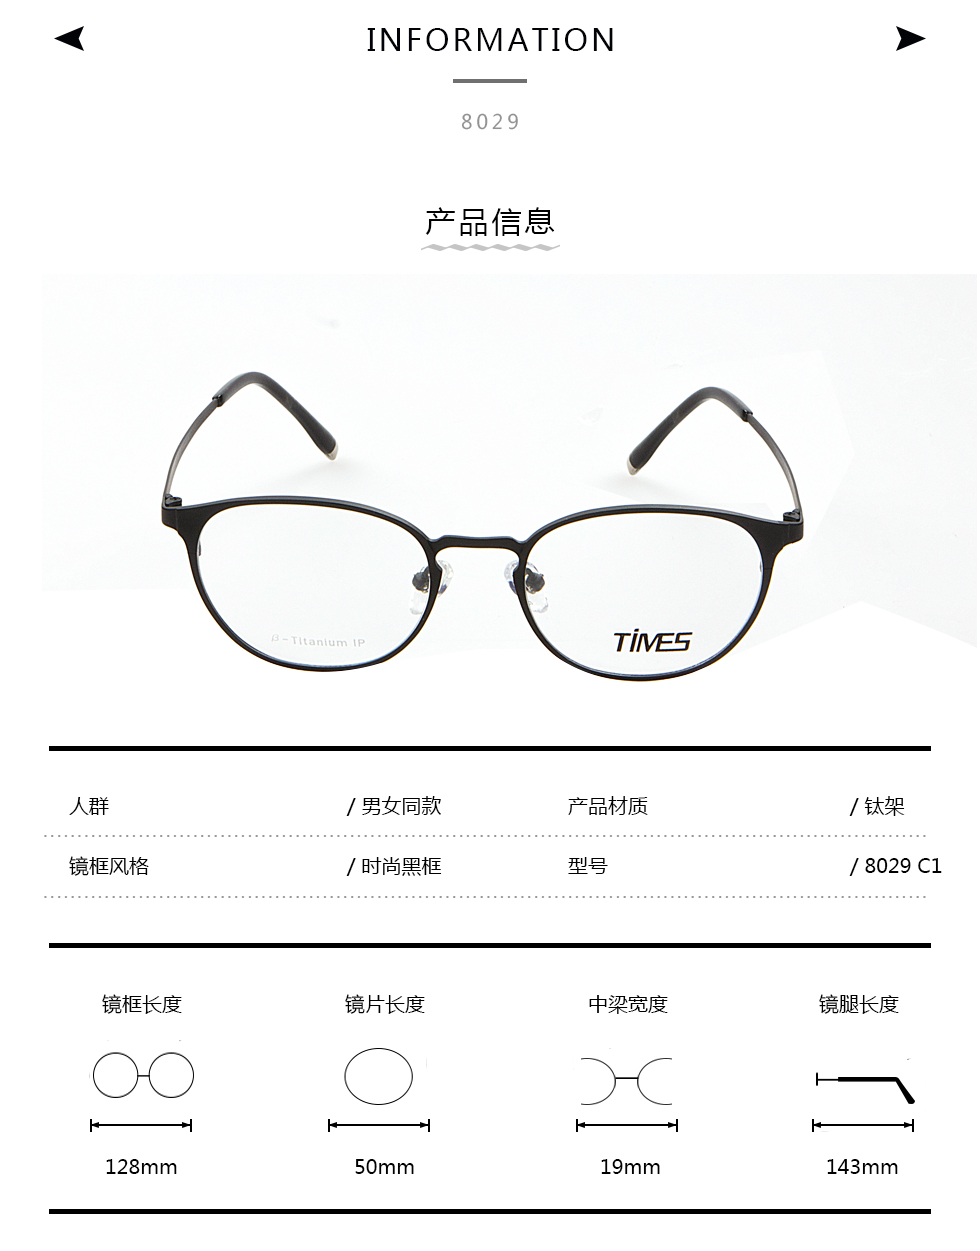 INFORMATION
8029
产品信息
β-Titanium IP
TiMES
人群 / 男女同款 产品材质 / 钛架
镜框风格 / 时尚黑框 型号 / 8029 C1
镜框长度 镜片长度 中梁宽度 镜腿长度
128mm 50mm 19mm 143mm